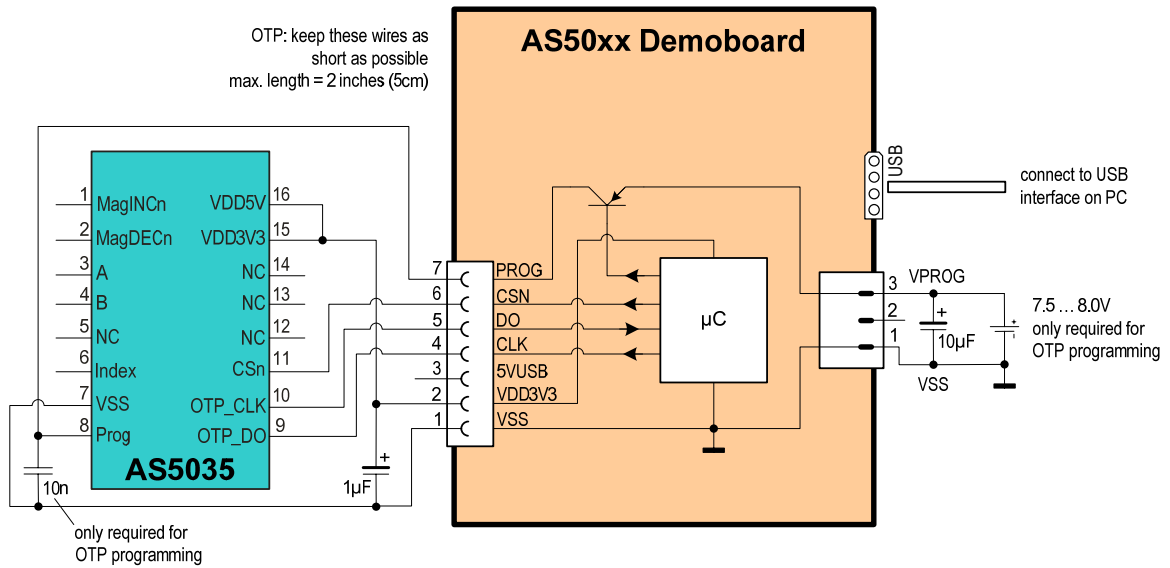 OTP: keep these wires as
short as possible
max. length = 2 inches (5cm)
AS50xx Demoboard
USB
connect to USB
interface on PC
1 MagINCn
2 MagDECn
3 A
4 B
5 NC
6 Index
7 VSS
8 Prog
VDD5V 16
VDD3V3 15
NC 14
NC 13
NC 12
CSn 11
OTP_CLK 10
OTP_DO 9
AS5035
10n
only required for
OTP programming
1µF
+
7 PROG
6 CSN
5 DO
4 CLK
3 5VUSB
2 VDD3V3
1 VSS
µC
3 VPROG
2
1
VSS
+
10µF
+
-
7.5 … 8.0V
only required for
OTP programming